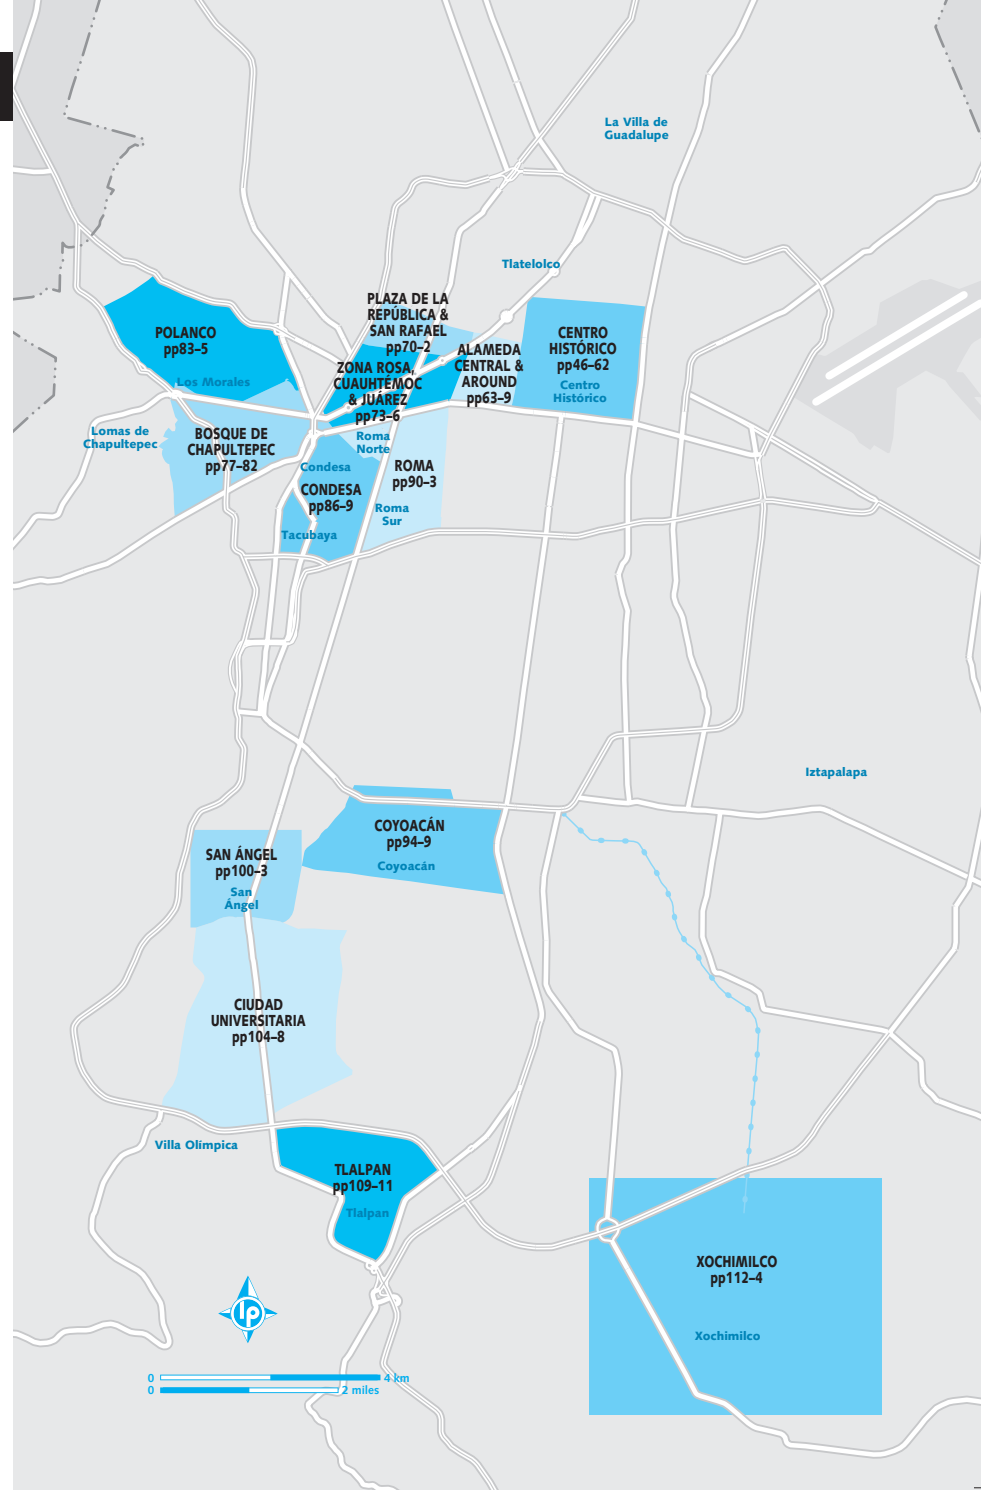 La Villa de
Guadalupe
Tlatelolco
PLAZA DE LA
REPÚBLICA &
SAN RAFAEL
pp70–2
POLANCO
pp83–5
Los Morales
ZONA ROSA,
CUAUHTÉMOC
& JUÁREZ
pp73–6
ALAMEDA
CENTRAL &
AROUND
pp63–9
CENTRO
HISTÓRICO
pp46–62
Centro
Histórico
Lomas de
Chapultepec
BOSQUE DE
CHAPULTEPEC
pp77–82
Roma
Norte
Condesa
CONDESA
pp86–9
ROMA
pp90–3
Roma
Sur
Tacubaya
Iztapalapa
COYOACÁN
pp94–9
Coyoacán
SAN ÁNGEL
pp100–3
San
Ángel
CIUDAD
UNIVERSITARIA
pp104–8
Villa Olímpica
TLALPAN
pp109–11
Tlalpan
XOCHIMILCO
pp112–4
Xochimilco
lp
0 4 km
0 2 miles